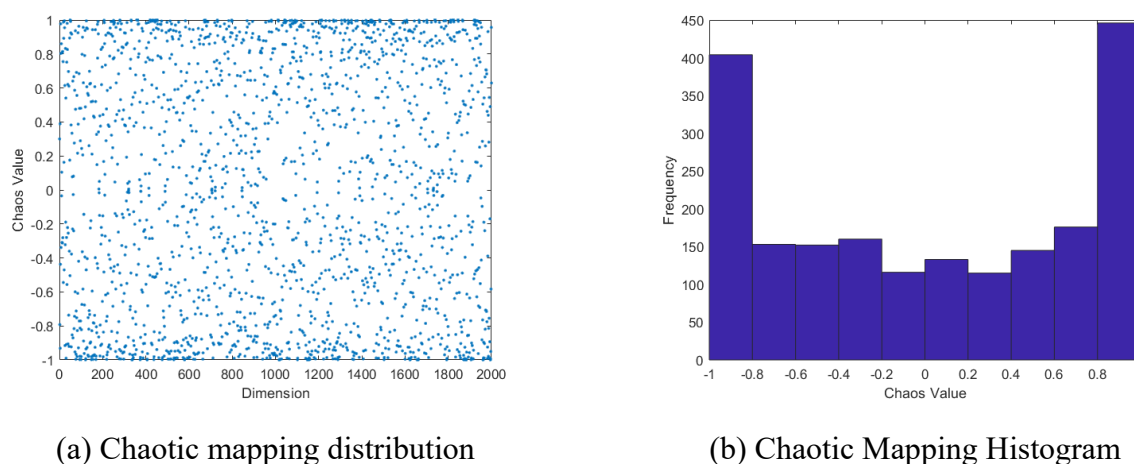 1
0.8
0.6
0.4
0.2
0
-0.2
-0.4
-0.6
-0.8
-1
Chaos Value
0 200 400 600 800 1000 1200 1400 1600 1800 2000
Dimension
(a) Chaotic mapping distribution
450
400
350
300
250
200
150
100
50
0
Frequency
-1 -0.8 -0.6 -0.4 -0.2 0 0.2 0.4 0.6 0.8
Chaos Value
(b) Chaotic Mapping Histogram